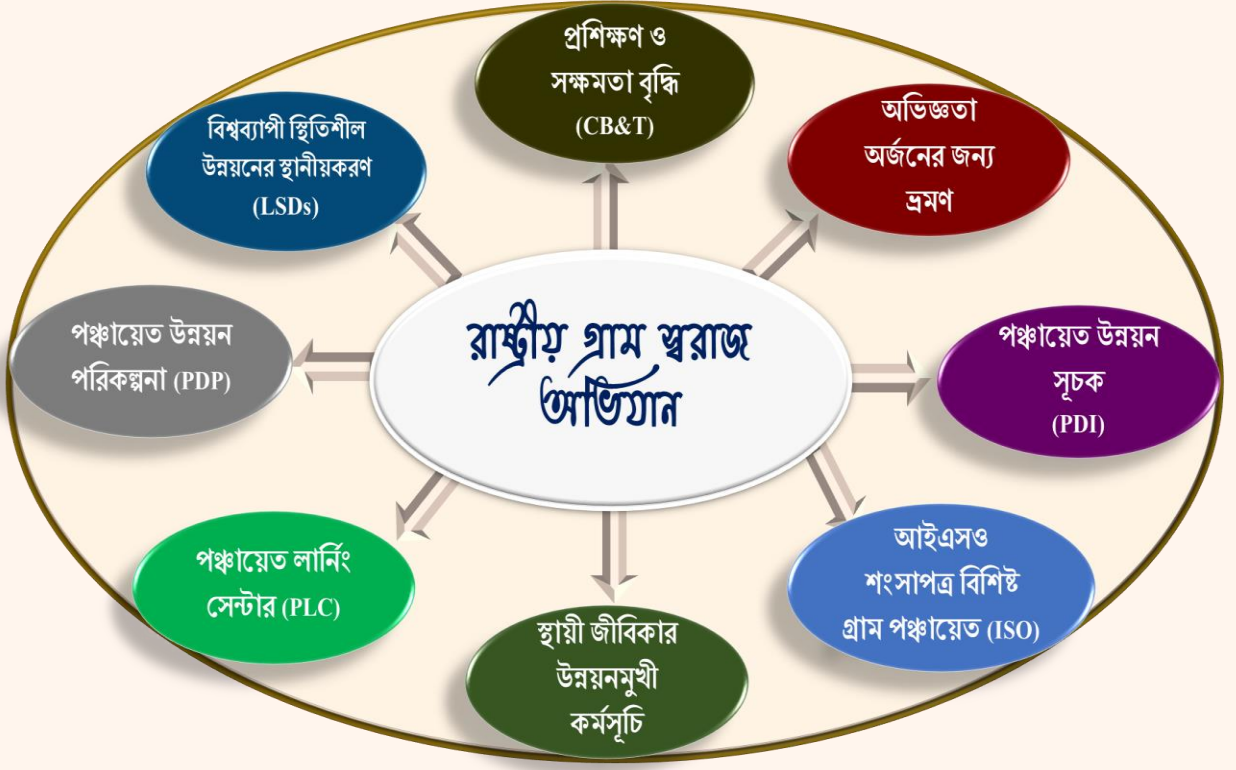 প্রশিক্ষণ ও
সক্ষমতা বৃদ্ধি
(CB&T)
বিশ্বব্যাপী স্থিতিশীল
উন্নয়নের স্থানীয়করণ
(LSDs)
অভিজ্ঞতা
অর্জনের জন্য
ভ্রমণ
রাষ্ট্রীয় গ্রাম স্বরাজ
অভিযান
পঞ্চায়েত উন্নয়ন
পরিকল্পনা (PDP)
পঞ্চায়েত উন্নয়ন
সূচক
(PDI)
পঞ্চায়েত লার্নিং
সেন্টার (PLC)
আইএসও
শংসাপত্র বিশিষ্ট
গ্রাম পঞ্চায়েত (ISO)
স্থায়ী জীবিকার
উন্নয়নমুখী
কর্মসূচি